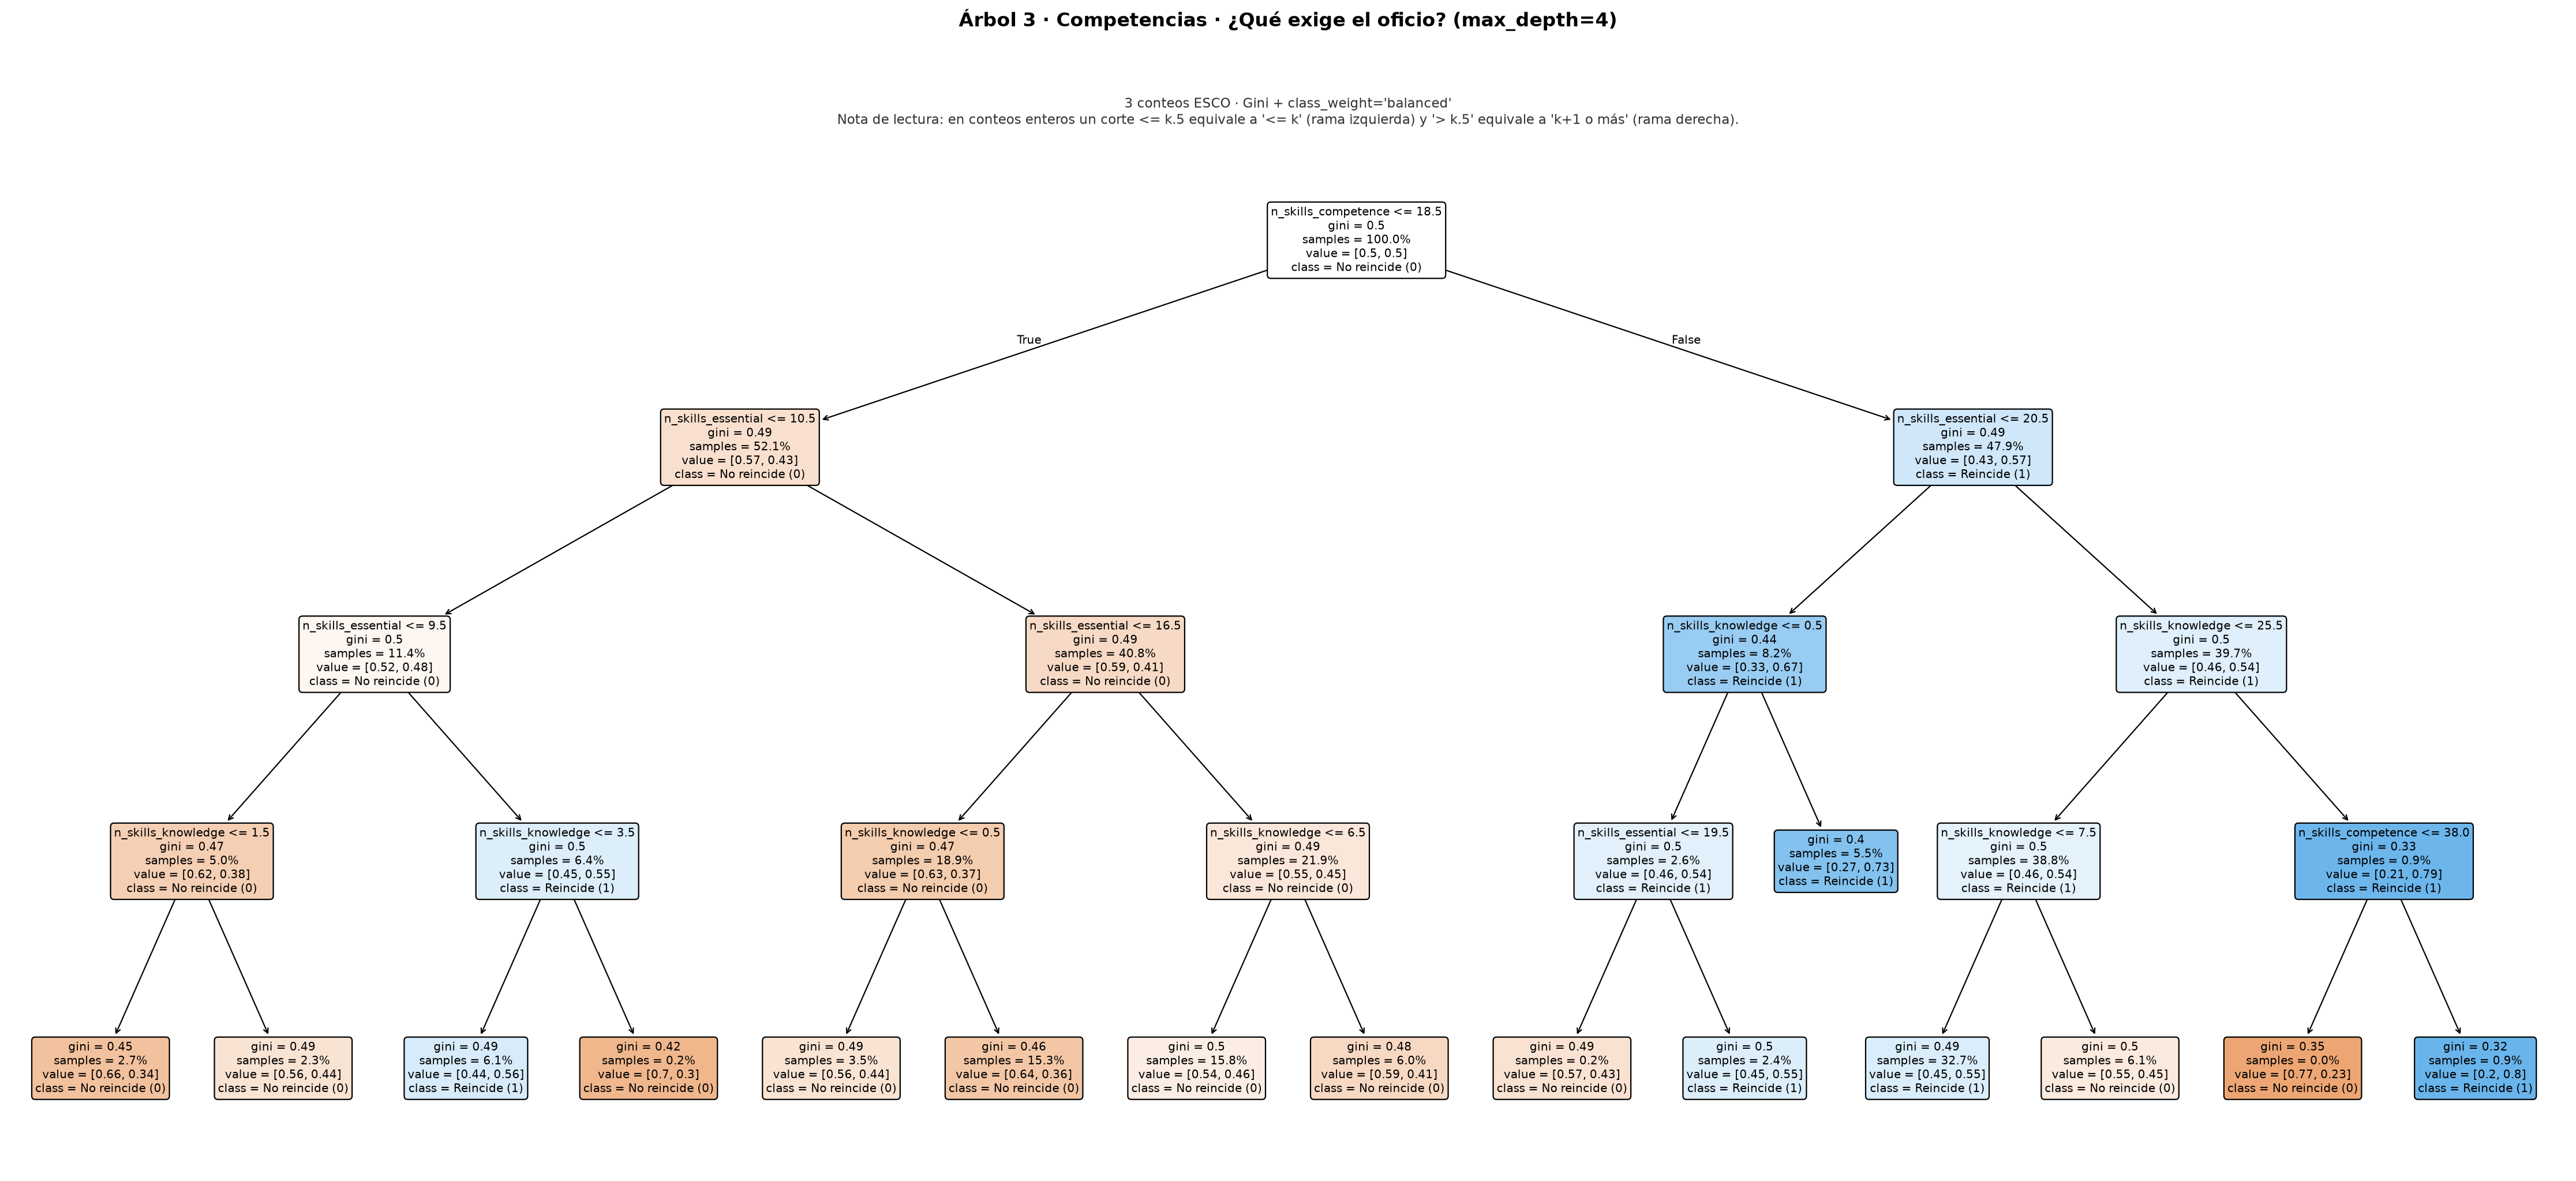 Árbol 3 · Competencias · ¿Qué exige el oficio? (max_depth=4)
3 conteos ESCO · Gini + class_weight='balanced'
Nota de lectura: en conteos enteros un corte <= k.5 equivale a '<= k' (rama izquierda) y '> k.5' equivale a 'k+1 o más' (rama derecha).
n_skills_competence <= 18.5
gini = 0.5
samples = 100.0%
value = [0.5, 0.5]
class = No reincide (0)
True
False
n_skills_essential <= 10.5
gini = 0.49
samples = 52.1%
value = [0.57, 0.43]
class = No reincide (0)
n_skills_essential <= 20.5
gini = 0.49
samples = 47.9%
value = [0.43, 0.57]
class = Reincide (1)
n_skills_essential <= 9.5
gini = 0.5
samples = 11.4%
value = [0.52, 0.48]
class = No reincide (0)
n_skills_essential <= 16.5
gini = 0.49
samples = 40.8%
value = [0.59, 0.41]
class = No reincide (0)
n_skills_knowledge <= 0.5
gini = 0.44
samples = 8.2%
value = [0.33, 0.67]
class = Reincide (1)
n_skills_knowledge <= 25.5
gini = 0.5
samples = 39.7%
value = [0.46, 0.54]
class = Reincide (1)
n_skills_knowledge <= 1.5
gini = 0.47
samples = 5.0%
value = [0.62, 0.38]
class = No reincide (0)
n_skills_knowledge <= 3.5
gini = 0.5
samples = 6.4%
value = [0.45, 0.55]
class = Reincide (1)
n_skills_knowledge <= 0.5
gini = 0.47
samples = 18.9%
value = [0.63, 0.37]
class = No reincide (0)
n_skills_knowledge <= 6.5
gini = 0.49
samples = 21.9%
value = [0.55, 0.45]
class = No reincide (0)
n_skills_essential <= 19.5
gini = 0.5
samples = 2.6%
value = [0.46, 0.54]
class = Reincide (1)
gini = 0.4
samples = 5.5%
value = [0.27, 0.73]
class = Reincide (1)
n_skills_knowledge <= 7.5
gini = 0.5
samples = 38.8%
value = [0.46, 0.54]
class = Reincide (1)
n_skills_competence <= 38.0
gini = 0.33
samples = 0.9%
value = [0.21, 0.79]
class = Reincide (1)
gini = 0.45
samples = 2.7%
value = [0.66, 0.34]
class = No reincide (0)
gini = 0.49
samples = 2.3%
value = [0.56, 0.44]
class = No reincide (0)
gini = 0.49
samples = 6.1%
value = [0.44, 0.56]
class = Reincide (1)
gini = 0.42
samples = 0.2%
value = [0.7, 0.3]
class = No reincide (0)
gini = 0.49
samples = 3.5%
value = [0.56, 0.44]
class = No reincide (0)
gini = 0.46
samples = 15.3%
value = [0.64, 0.36]
class = No reincide (0)
gini = 0.5
samples = 15.8%
value = [0.54, 0.46]
class = No reincide (0)
gini = 0.48
samples = 6.0%
value = [0.59, 0.41]
class = No reincide (0)
gini = 0.49
samples = 0.2%
value = [0.57, 0.43]
class = No reincide (0)
gini = 0.5
samples = 2.4%
value = [0.45, 0.55]
class = Reincide (1)
gini = 0.49
samples = 32.7%
value = [0.45, 0.55]
class = Reincide (1)
gini = 0.5
samples = 6.1%
value = [0.55, 0.45]
class = No reincide (0)
gini = 0.35
samples = 0.0%
value = [0.77, 0.23]
class = No reincide (0)
gini = 0.32
samples = 0.9%
value = [0.2, 0.8]
class = Reincide (1)